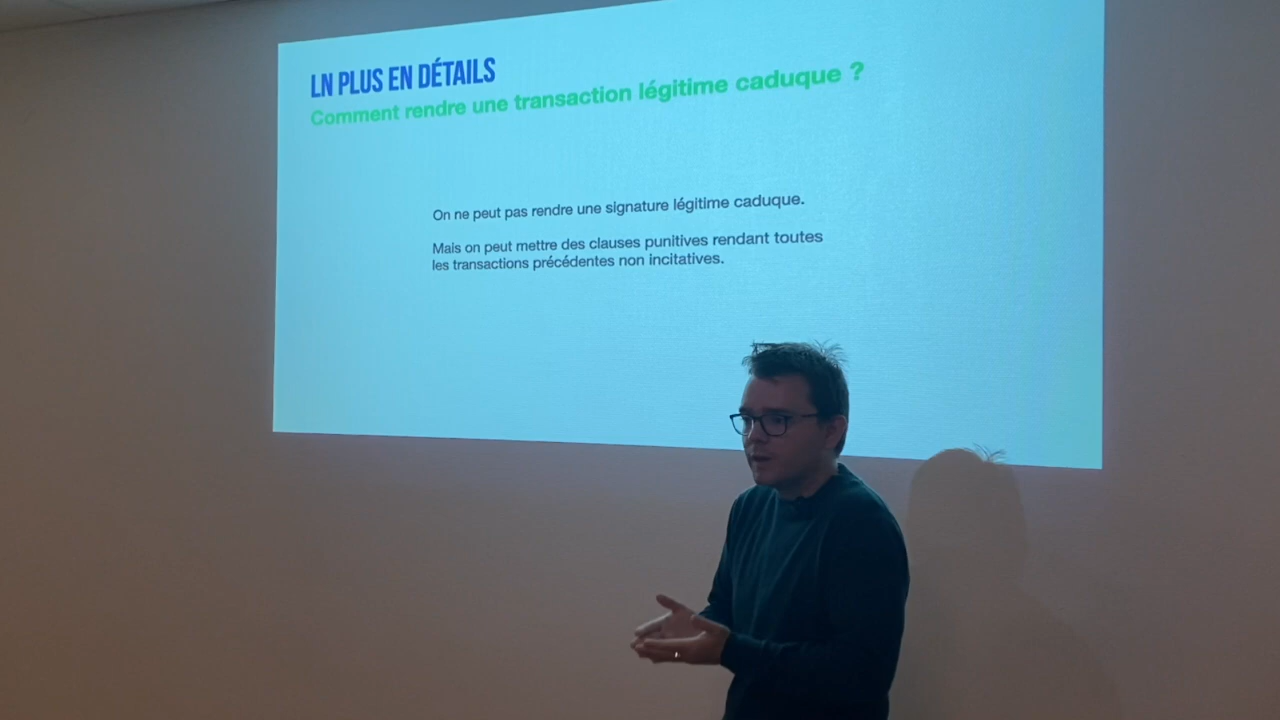 LN PLUS EN DÉTAILS
Comment rendre une transaction légitime caduque ?
On ne peut pas rendre une signature légitime caduque.
Mais on peut mettre des clauses punitives rendant toutes
les transactions précédentes non incitatives.